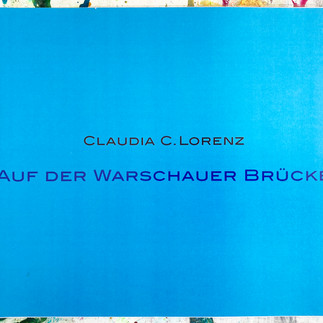 Claudia C. Lorenz
Auf der Warschauer Brücke